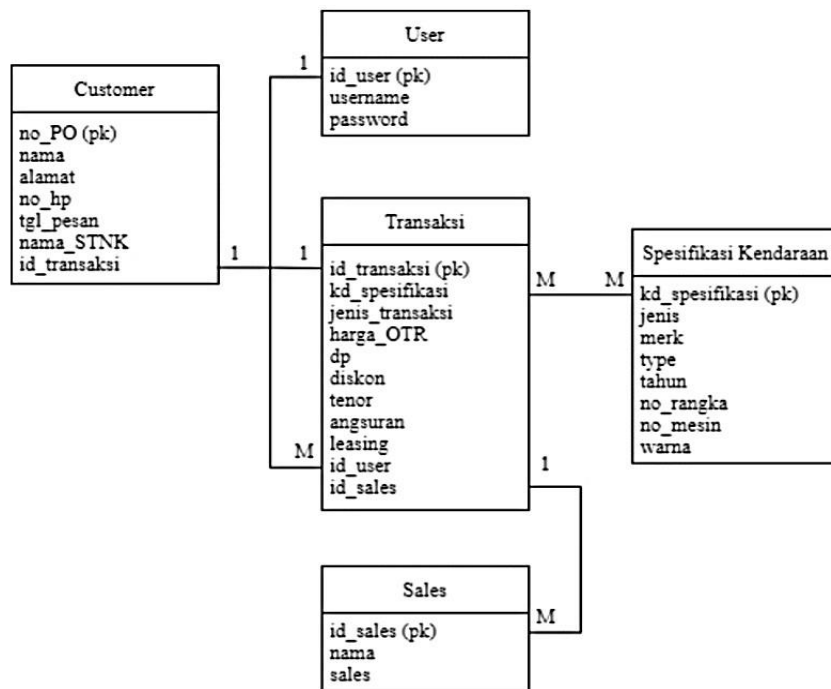 User
id_user (pk)
username
password
Customer
no_PO (pk)
nama
alamat
no_hp
tgl_pesan
nama_STNK
id_transaksi
1
1
1
M
Transaksi
id_transaksi (pk)
kd_spesifikasi
jenis_transaksi
harga_OTR
dp
diskon
tenor
angsuran
leasing
id_user
id_sales
M
M
1
M
Spesifikasi Kendaraan
kd_spesifikasi (pk)
jenis
merk
type
tahun
no_rangka
no_mesin
warna
Sales
id_sales (pk)
nama
sales